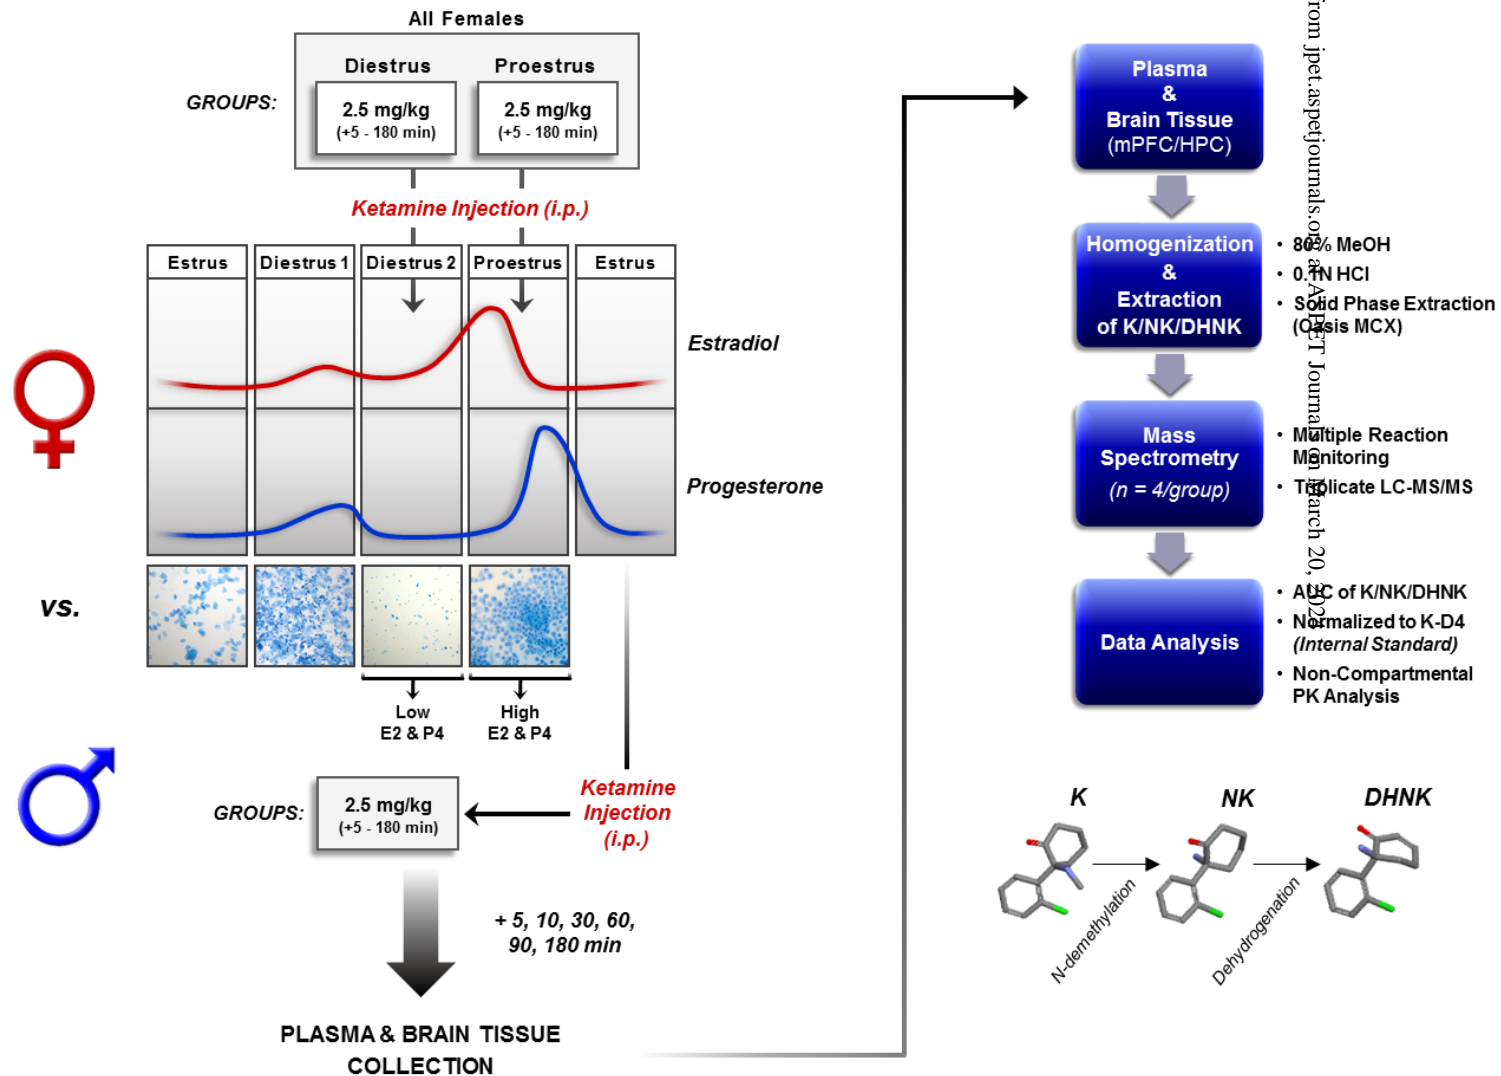 All Females
Diestrus
Proestrus
GROUPS:
2.5 mg/kg
(+5 - 180 min)
2.5 mg/kg
(+5 - 180 min)
Ketamine Injection (i.p.)
Estrus
Diestrus 1
Diestrus 2
Proestrus
Estrus
Estradiol
Progesterone
vs.
Low
E2 & P4
High
E2 & P4
GROUPS:
2.5 mg/kg
(+5 - 180 min)
Ketamine
Injection
(i.p.)
+ 5, 10, 30, 60,
90, 180 min
PLASMA & BRAIN TISSUE
COLLECTION
Plasma
&
Brain Tissue
(mPFC/HPC)
Homogenization
&
Extraction
of K/NK/DHNK
• 80% MeOH
• 0.1N HCl
• Solid Phase Extraction
(Oasis MCX)
Mass
Spectrometry
(n = 4/group)
• Multiple Reaction
Monitoring
• Triplicate LC-MS/MS
Data Analysis
• AUC of K/NK/DHNK
• Normalized to K-D4
(Internal Standard)
• Non-Compartmental
PK Analysis
K
NK
DHNK
N-demethylation
Dehydrogenation
from jpet.aspetjournals.org at ASPET Journals on March 20, 2021